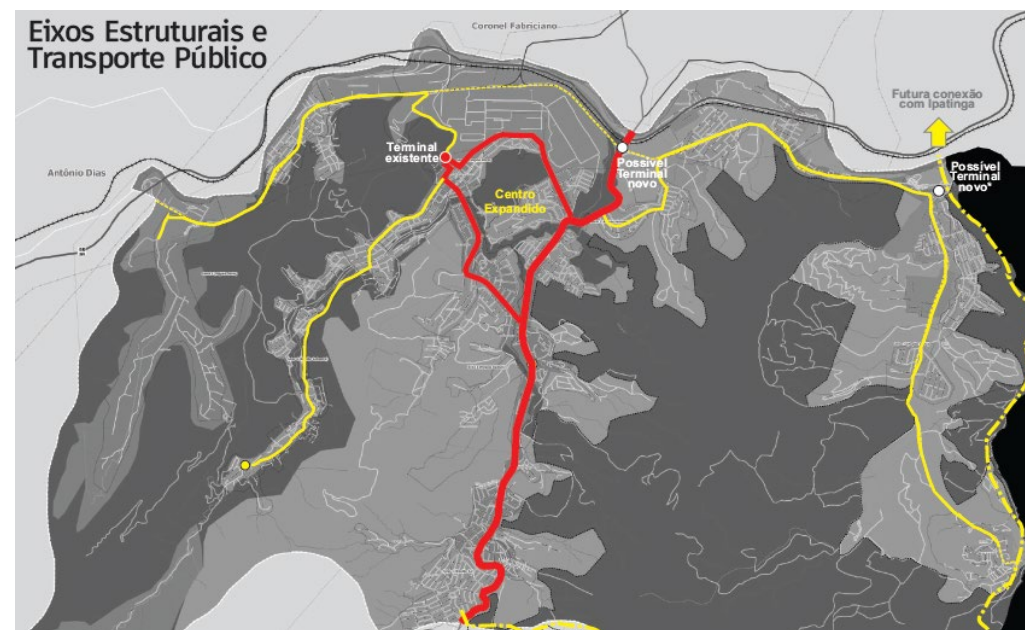 Eixos Estruturais e
Transporte Público
Coronel Fabriciano
Futura conexão
com Ipatinga
Terminal
existente
Possível
Terminal
novo
Possível
Terminal
novo*
Antônio Dias
Centro
Expandido